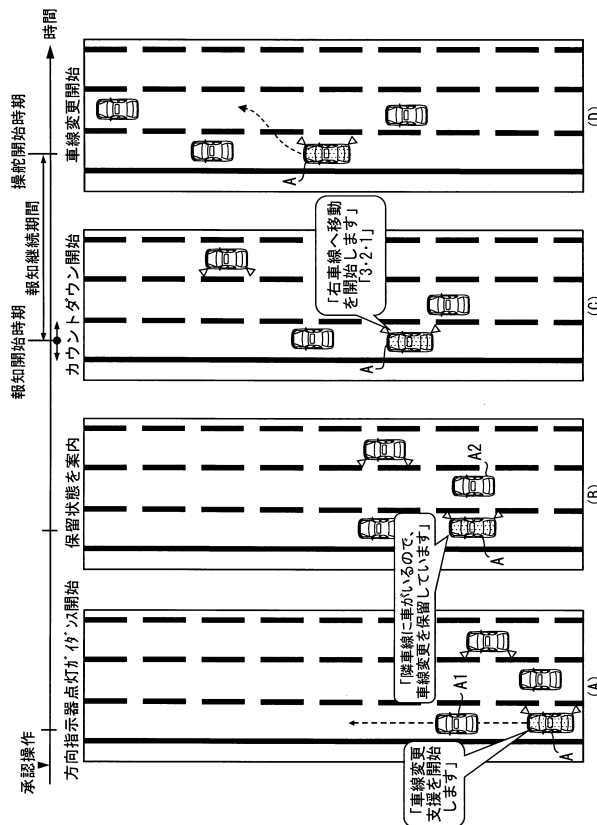 時間
承認操作
報知開始時期
操舵開始時期
報知継続期間
方向指示器点灯ガイダンス開始
保留状態を案内
カウントダウン開始
車線変更開始
「車線変更
支援を開始
します」
A1
A
(A)
「隣車線に車がいるので、
車線変更を保留しています」
A2
A
(B)
「右車線へ移動
を開始します」
「3・2・1」
A
(C)
A
(D)